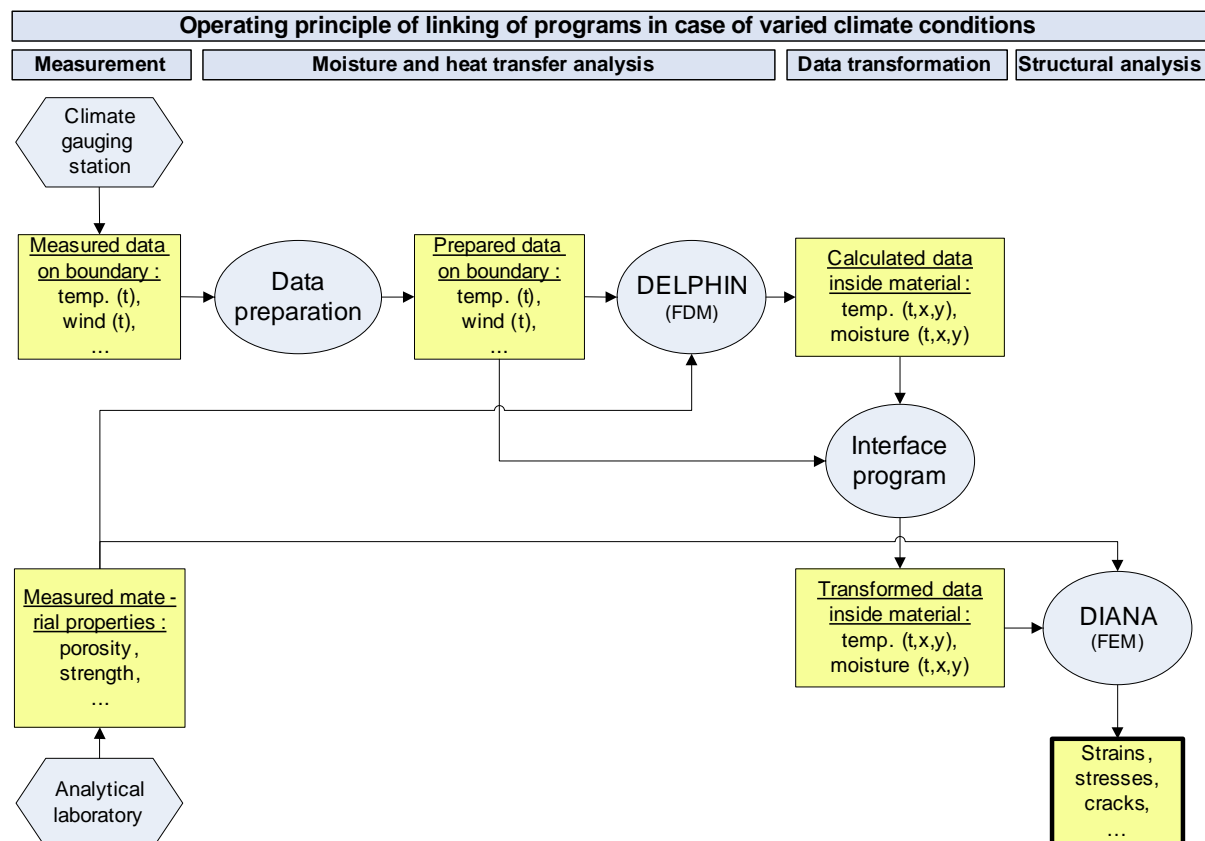 Operating principle of linking of programs in case of varied climate conditions
Measurement
Moisture and heat transfer analysis
Data transformation
Structural analysis
Climate
gauging
station
Measured data
on boundary :
temp. (t),
wind (t),
...
Data
preparation
Prepared data
on boundary :
temp. (t),
wind (t),
...
DELPHIN
(FDM)
Calculated data
inside material :
temp. (t,x,y),
moisture (t,x,y)
Interface
program
Measured mate -
rial properties :
porosity,
strength,
...
Transformed data
inside material :
temp. (t,x,y),
moisture (t,x,y)
DIANA
(FEM)
Analytical
laboratory
Strains,
stresses,
cracks,
...